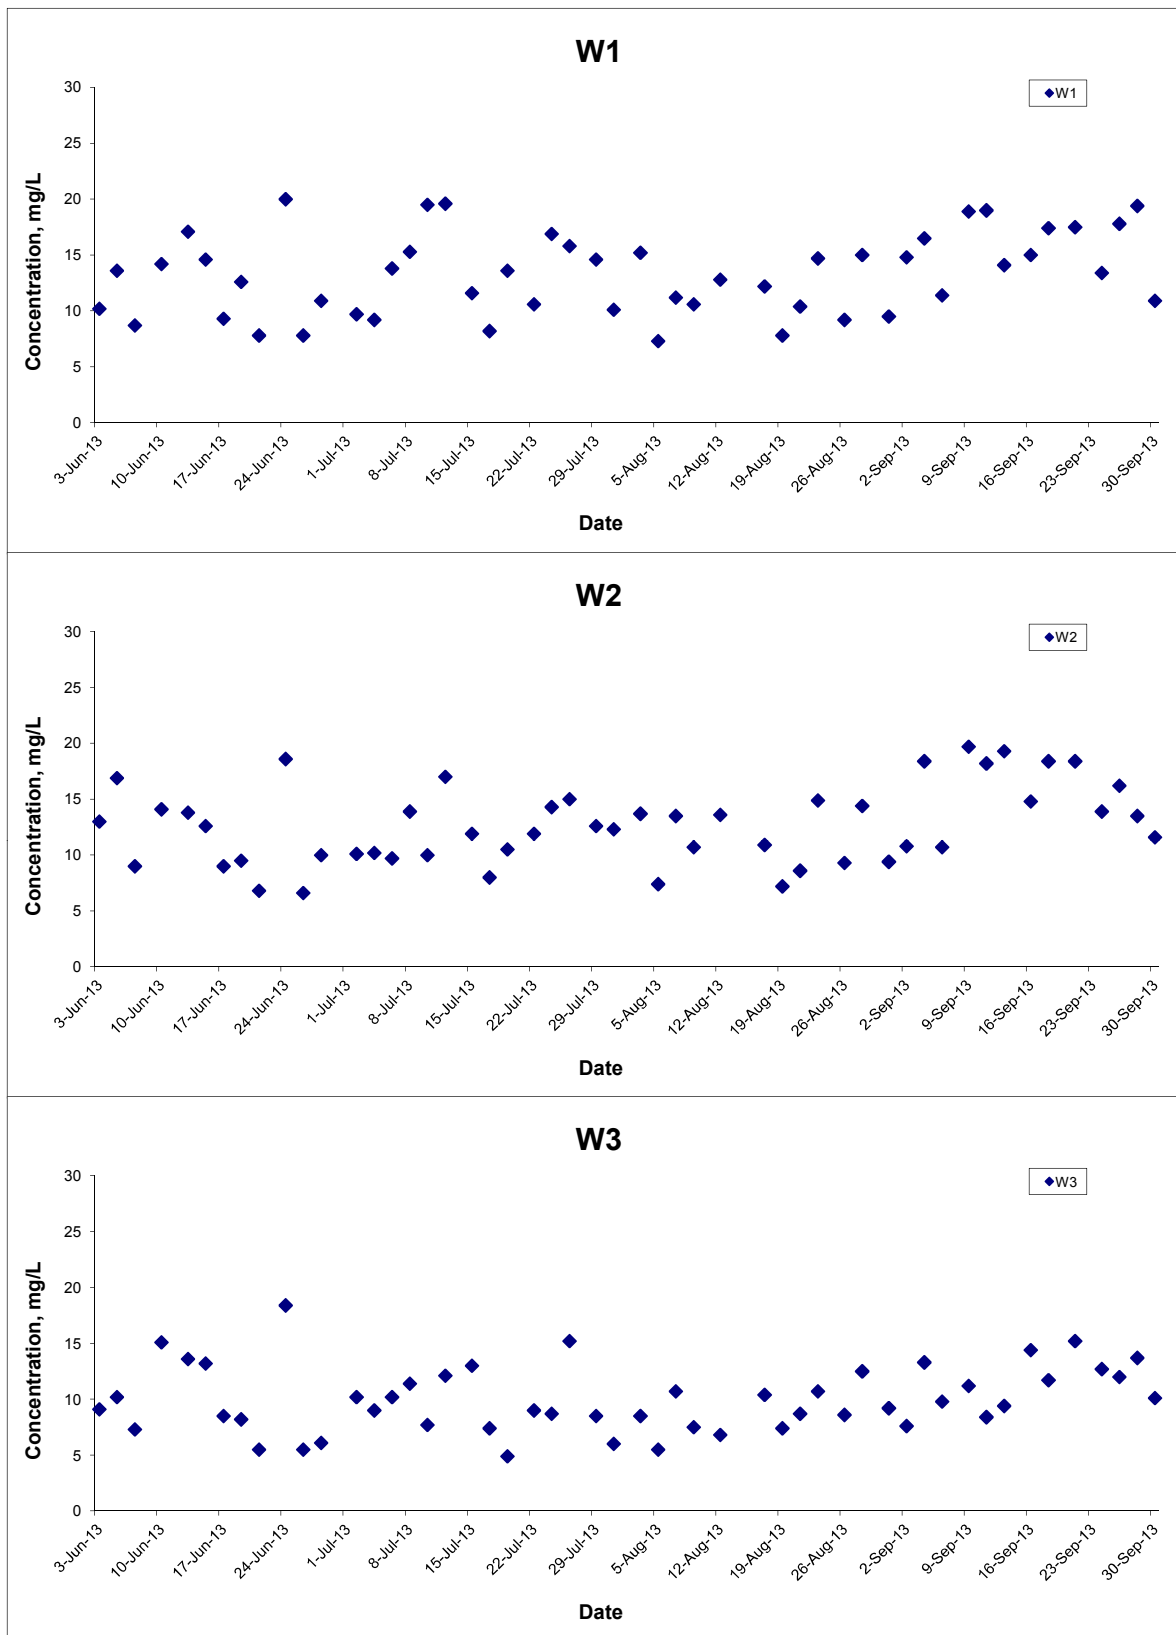 W1
W1
30
25
20
15
10
5
0
Concentration, mg/L
3-Jun-13 10-Jun-13 17-Jun-13 24-Jun-13 1-Jul-13 8-Jul-13 15-Jul-13 22-Jul-13 29-Jul-13 5-Aug-13 12-Aug-13 19-Aug-13 26-Aug-13 2-Sep-13 9-Sep-13 16-Sep-13 23-Sep-13 30-Sep-13
Date
W2
W2
30
25
20
15
10
5
0
Concentration, mg/L
3-Jun-13 10-Jun-13 17-Jun-13 24-Jun-13 1-Jul-13 8-Jul-13 15-Jul-13 22-Jul-13 29-Jul-13 5-Aug-13 12-Aug-13 19-Aug-13 26-Aug-13 2-Sep-13 9-Sep-13 16-Sep-13 23-Sep-13 30-Sep-13
Date
W3
W3
30
25
20
15
10
5
0
Concentration, mg/L
3-Jun-13 10-Jun-13 17-Jun-13 24-Jun-13 1-Jul-13 8-Jul-13 15-Jul-13 22-Jul-13 29-Jul-13 5-Aug-13 12-Aug-13 19-Aug-13 26-Aug-13 2-Sep-13 9-Sep-13 16-Sep-13 23-Sep-13 30-Sep-13
Date